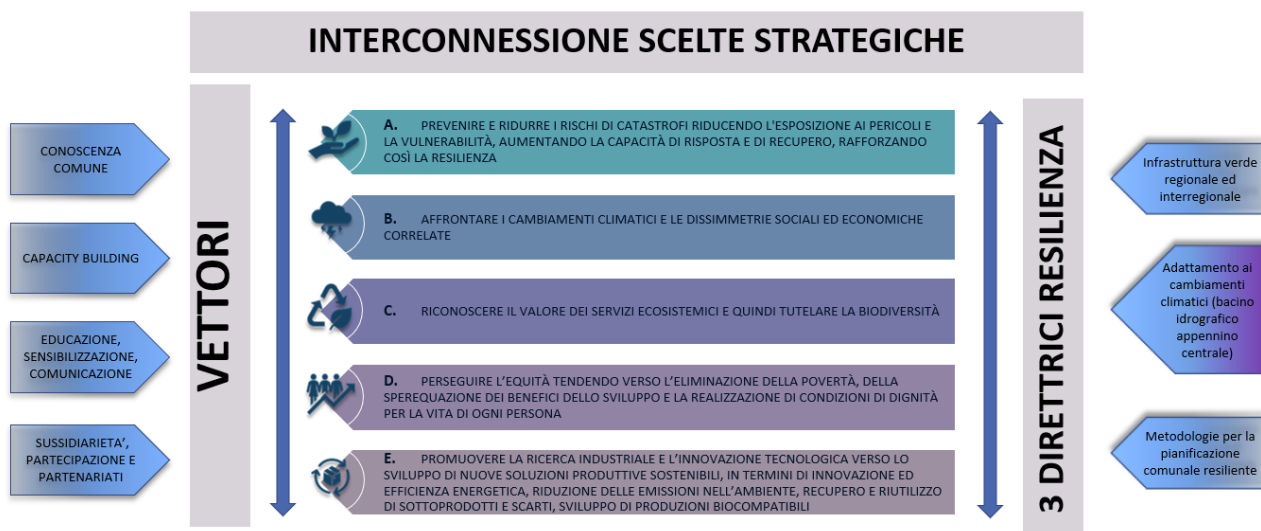 INTERCONNESSIONE SCELTE STRATEGICHE
CONOSCENZA
COMUNE
CAPACITY BUILDING
EDUCAZIONE,
SENSIBILIZZAZIONE,
COMUNICAZIONE
SUSSIDIARIETA’,
PARTECIPAZIONE E
PARTENARIATI
VETTORI
A. PREVENIRE E RIDURRE I RISCHI DI CATASTROFI RIDUCENDO L'ESPOSIZIONE AI PERICOLI E
LA VULNERABILITÀ, AUMENTANDO LA CAPACITÀ DI RISPOSTA E DI RECUPERO, RAFFORZANDO
COSÌ LA RESILIENZA
B. AFFRONTARE I CAMBIAMENTI CLIMATICI E LE DISSIMMETRIE SOCIALI ED ECONOMICHE
CORRELATE
C. RICONOSCERE IL VALORE DEI SERVIZI ECOSISTEMICI E QUINDI TUTELARE LA BIODIVERSITÀ
D. PERSEGUIRE L’EQUITÀ TENDENDO VERSO L’ELIMINAZIONE DELLA POVERTÀ, DELLA
SPEREQUAZIONE DEI BENEFICI DELLO SVILUPPO E LA REALIZZAZIONE DI CONDIZIONI DI DIGNITÀ
PER LA VITA DI OGNI PERSONA
E. PROMUOVERE LA RICERCA INDUSTRIALE E L’INNOVAZIONE TECNOLOGICA VERSO LO
SVILUPPO DI NUOVE SOLUZIONI PRODUTTIVE SOSTENIBILI, IN TERMINI DI INNOVAZIONE ED
EFFICIENZA ENERGETICA, RIDUZIONE DELLE EMISSIONI NELL’AMBIENTE, RECUPERO E RIUTILIZZO
DI SOTTOPRODOTTI E SCARTI, SVILUPPO DI PRODUZIONI BIOCOMPATIBILI
3 DIRETTRICI RESILIENZA
Infrastruttura verde
regionale ed
interregionale
Adattamento ai
cambiamenti
climatici (bacino
idrografico
appennino
centrale)
Metodologie per la
pianificazione
comunale resiliente